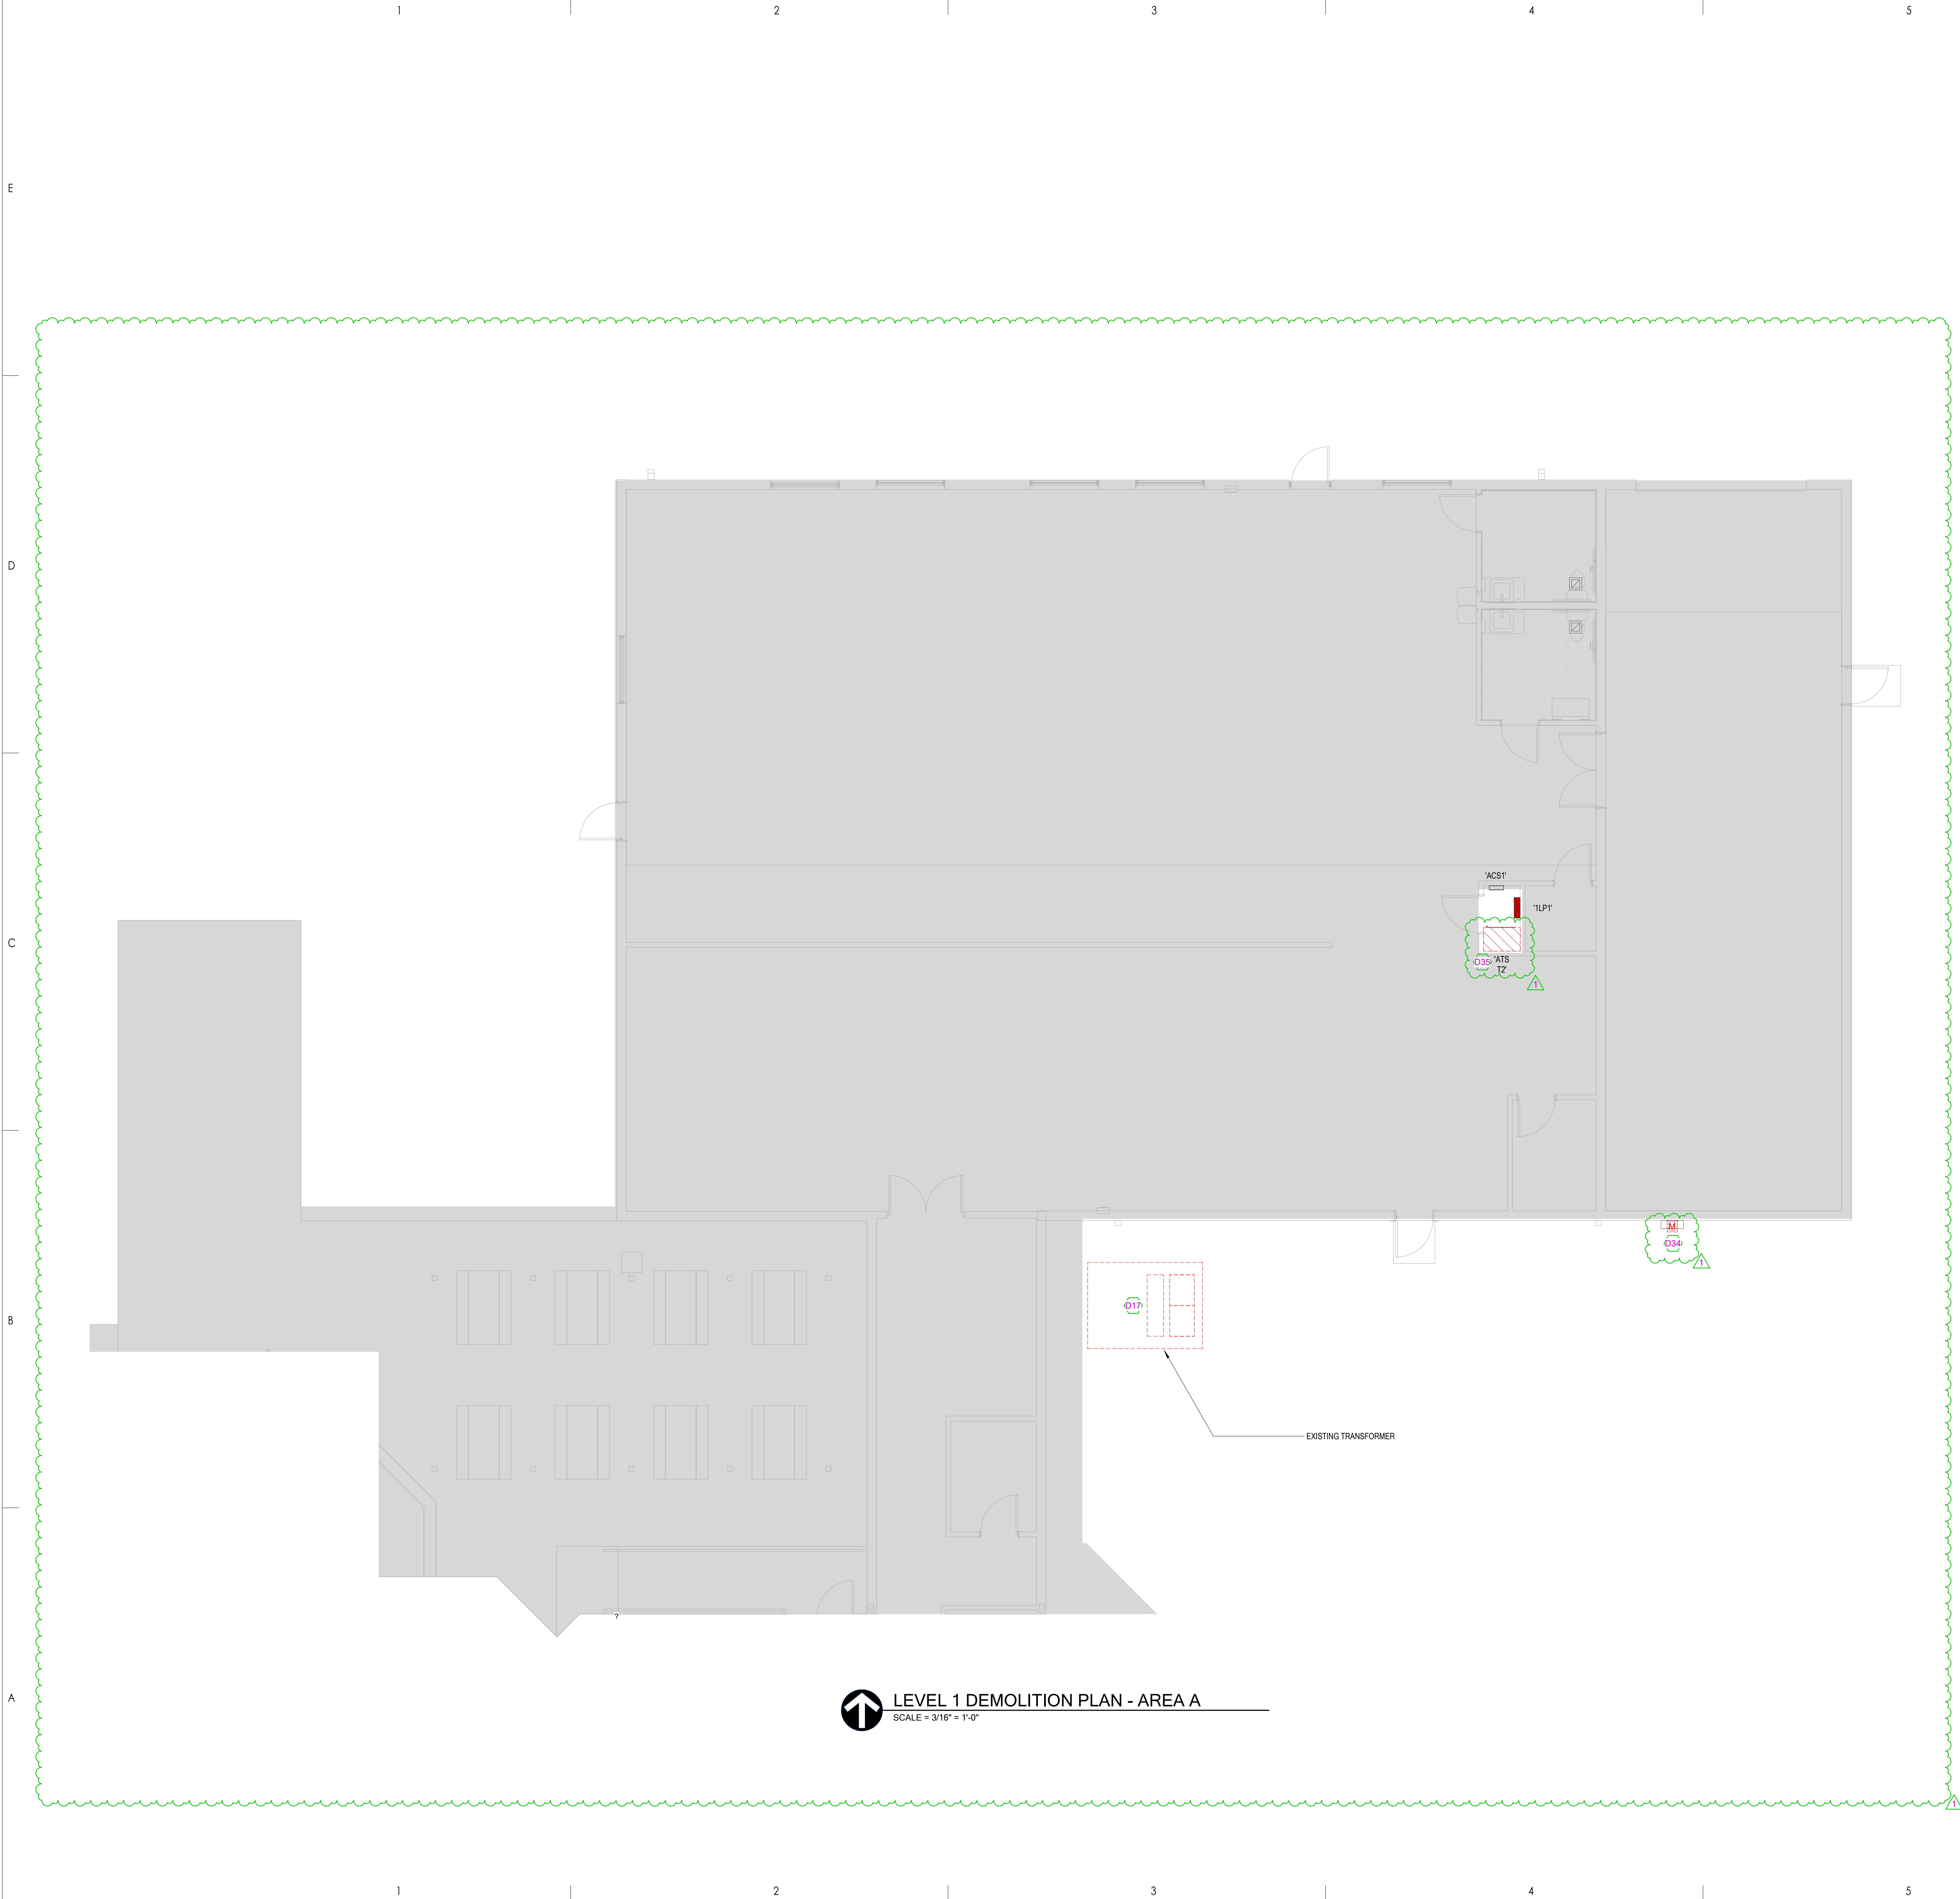 1 2 3 4 5
E
D
'ACS1'
'1LP1'
C
D35 'ATS
T2'
1
M
D34
1
D17
B
EXISTING TRANSFORMER
?
A
LEVEL 1 DEMOLITION PLAN - AREA A
SCALE = 3/16" = 1'-0"
1
1 2 3 4 5